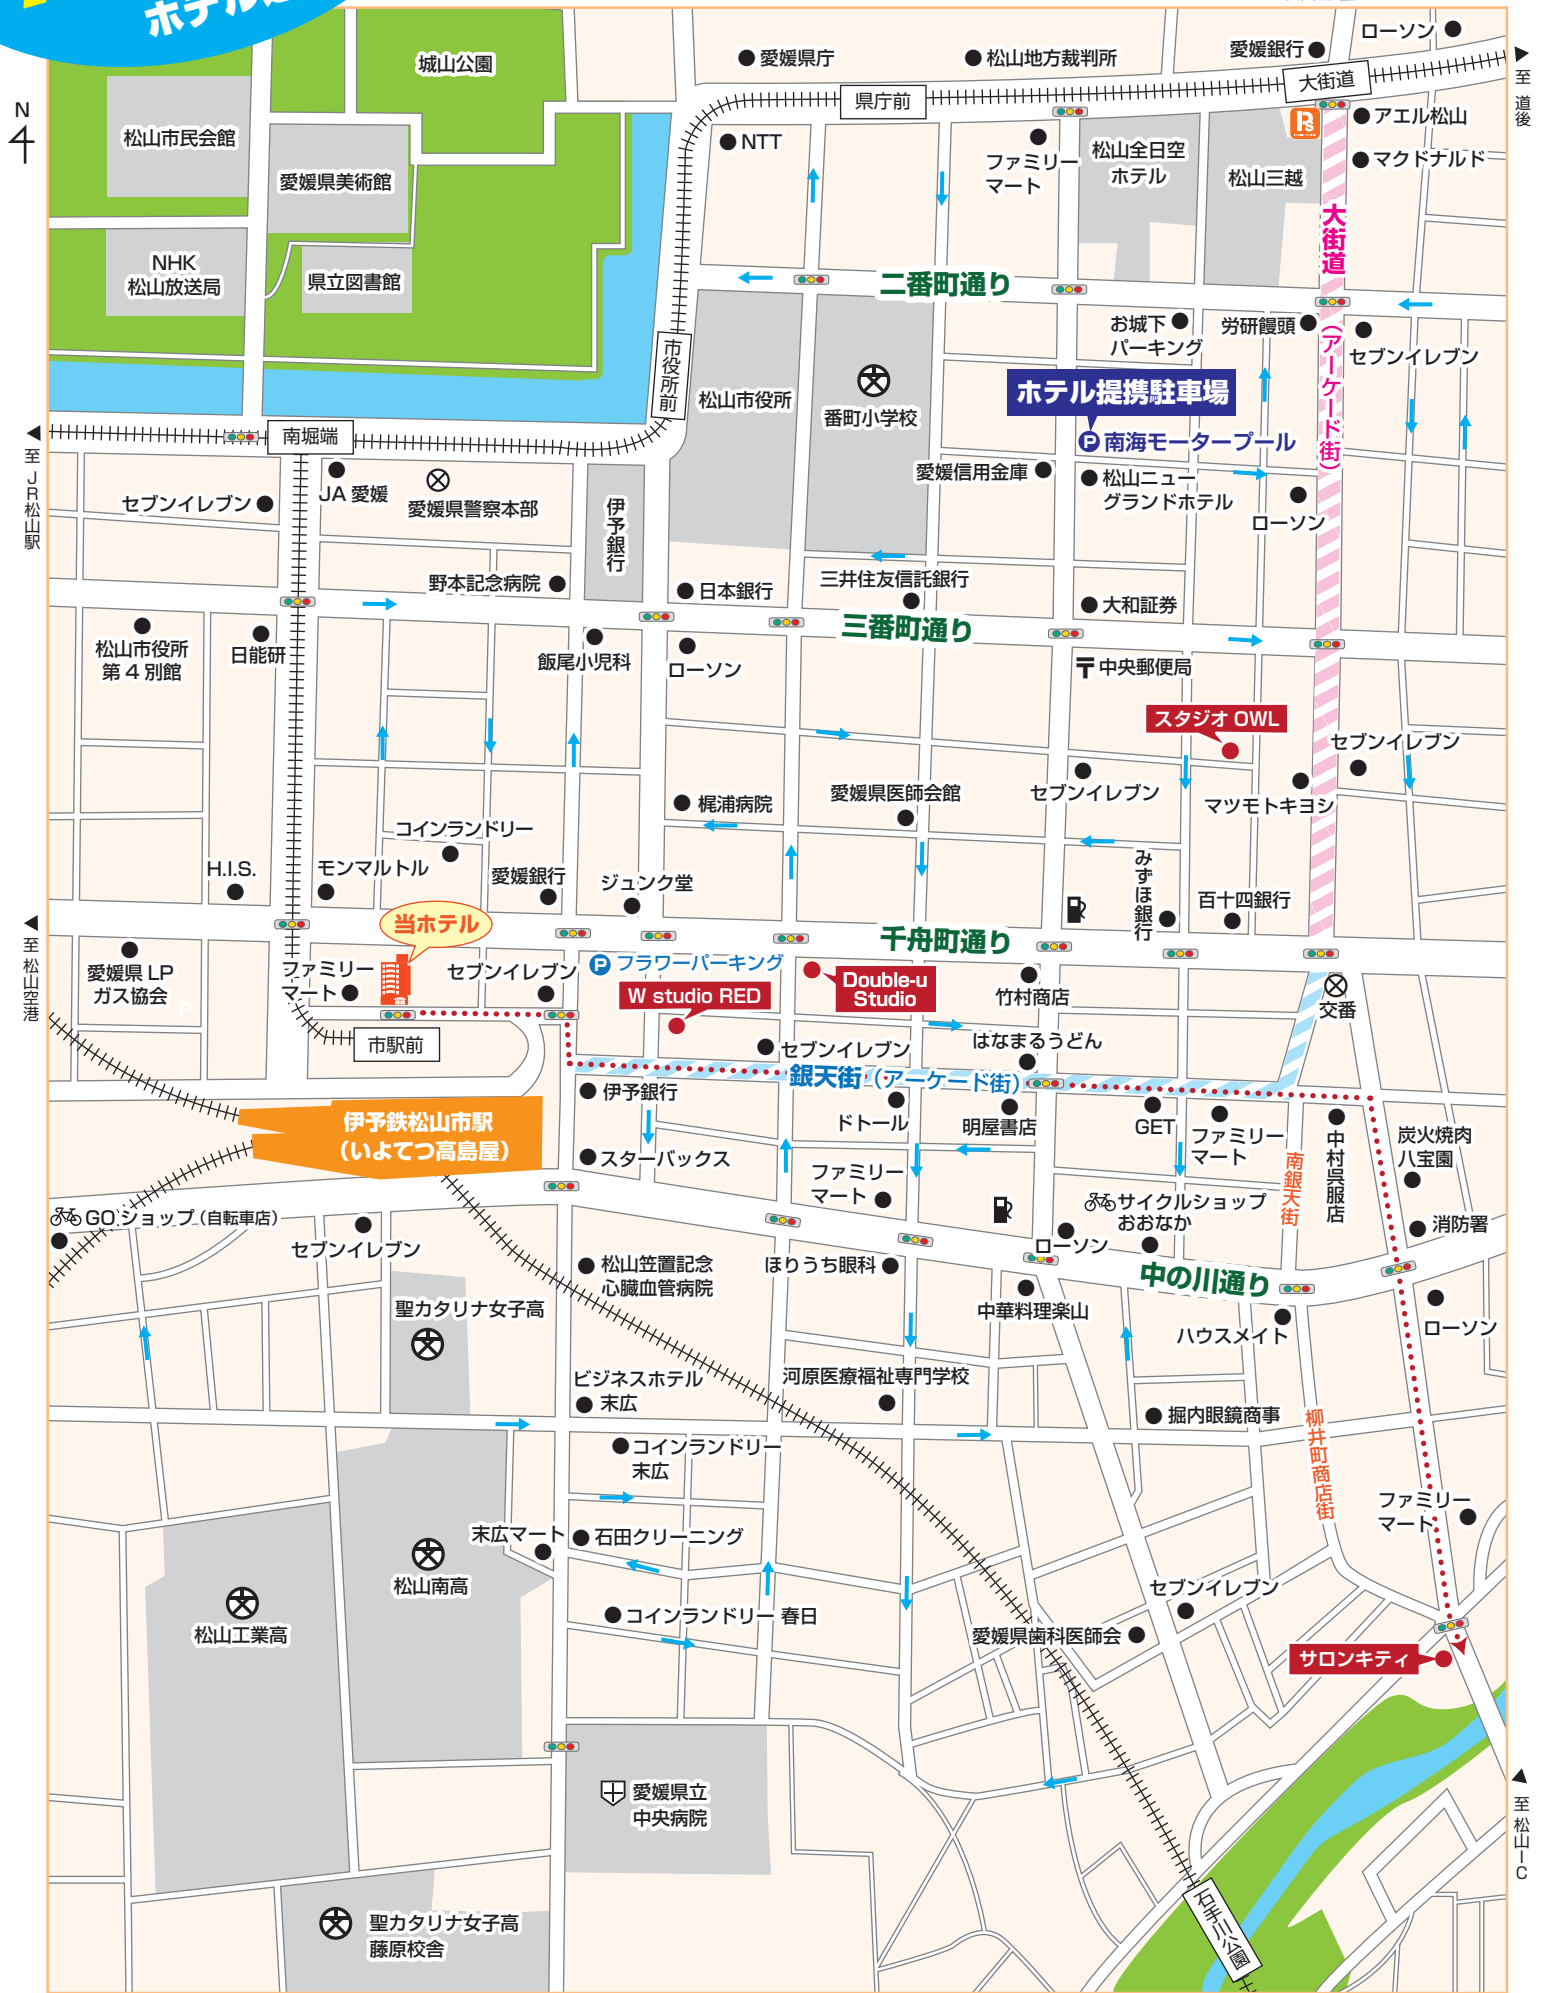 N
城山公園
愛媛県庁
松山地方裁判所
愛媛銀行
ローソン
大街道
県庁前
至 道後
松山市民会館
愛媛県美術館
NTT
ファミリー
マート
松山全日空
ホテル
松山三越
アエル松山
マクドナルド
大街道
(アーケード街)
NHK
松山放送局
県立図書館
二番町通り
お城下
パーキング
労研饅頭
セブンイレブン
市役所前
松山市役所
番町小学校
ホテル提携駐車場
P 南海モータープール
南堀端
至 JR松山駅
JA 愛媛
愛媛県警察本部
セブンイレブン
伊予銀行
愛媛信用金庫
松山ニュー
グランドホテル
ローソン
野本記念病院
日本銀行
三井住友信託銀行
大和証券
三番町通り
松山市役所
第4別館
日能研
飯尾小児科
ローソン
中央郵便局
スタジオ OWL
セブンイレブン
梶浦病院
愛媛県医師会館
セブンイレブン
マツモトキヨシ
コインランドリー
H.I.S.
モンマルトル
愛媛銀行
ジュンク堂
みずほ銀行
百十四銀行
当ホテル
千舟町通り
至 松山空港
愛媛県 LP
ガス協会
ファミリー
マート
セブンイレブン
P フラワーパーキング
W studio RED
Double-u
Studio
竹村商店
交番
市駅前
セブンイレブン
はなまるうどん
銀天街(アーケード街)
伊予銀行
ドトール
明屋書店
GET
ファミリー
マート
中村呉服店
炭火焼肉
八宝園
伊予鉄松山市駅
(いよてつ高島屋)
スターバックス
ファミリー
マート
南銀天街
消防署
GO ショップ(自転車店)
セブンイレブン
サイクルショップ
おおなか
ローソン
松山笠置記念
心臓血管病院
ほりうち眼科
中の川通り
聖カタリナ女子高
中華料理楽山
ハウスメイト
ローソン
ビジネスホテル
末広
河原医療福祉専門学校
堀内眼鏡商事
柳井町商店街
コインランドリー
末広
ファミリー
マート
末広マート
石田クリーニング
松山南高
セブンイレブン
松山工業高
コインランドリー 春日
愛媛県歯科医師会
サロンキティ
愛媛県立
中央病院
至 松山IC
聖カタリナ女子高
藤原校舎
石手川公園